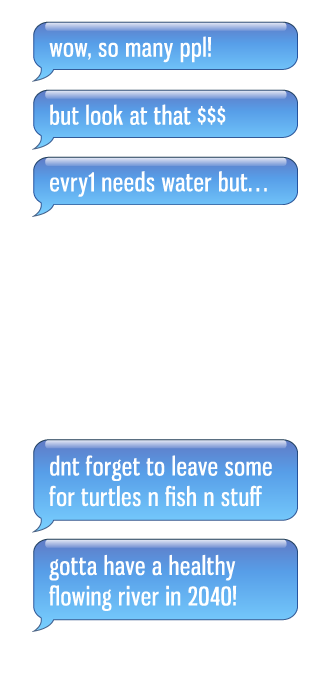 wow, so many ppl!
but look at that $$$
evry1 needs water but...
dnt forget to leave some
for turtles n fish n stuff
gotta have a healthy
flowing river in 2040!